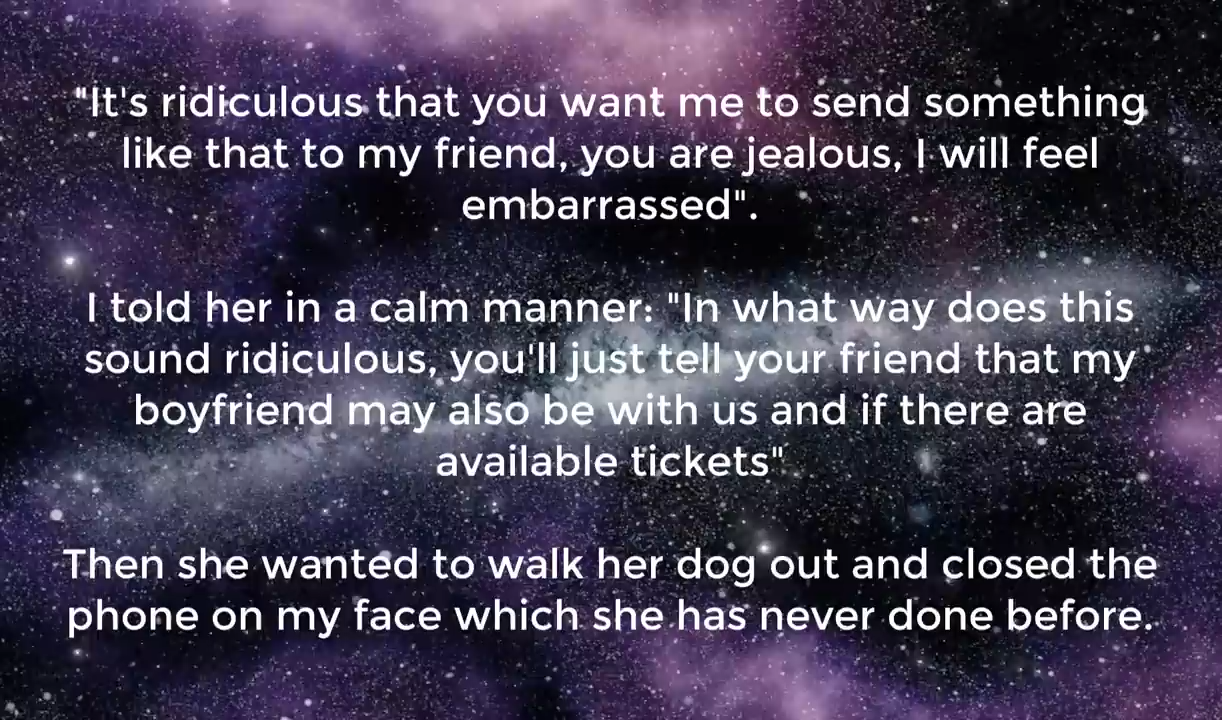 "It's ridiculous that you want me to send something
like that to my friend, you are jealous, I will feel
embarrassed".
I told her in a calm manner: "In what way does this
sound ridiculous, you'll just tell your friend that my
boyfriend may also be with us and if there are
available tickets"
Then she wanted to walk her dog out and closed the
phone on my face which she has never done before.